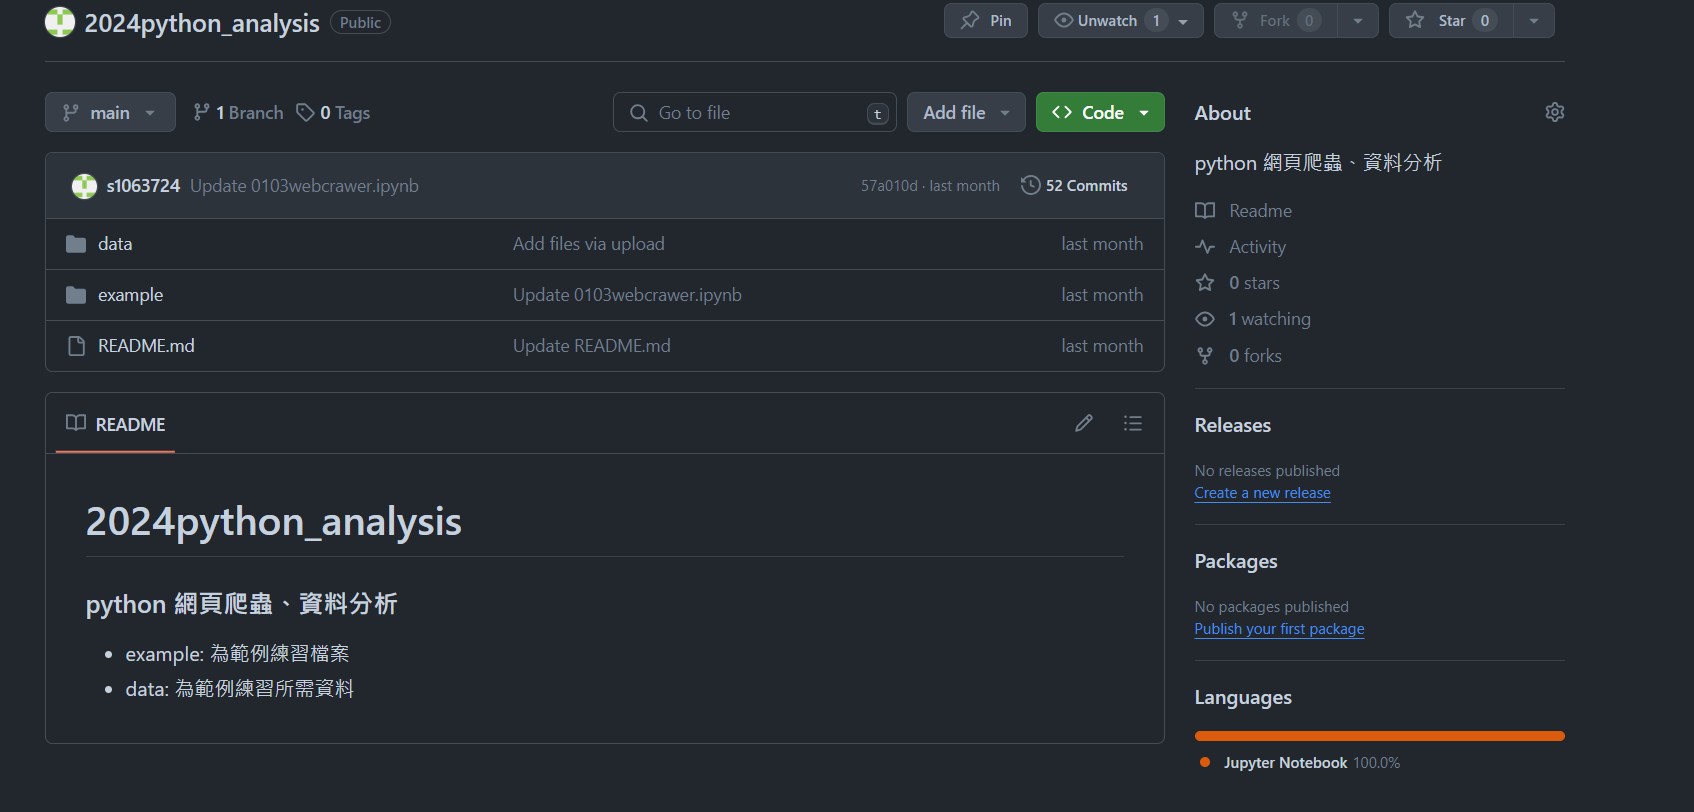 2024python_analysis Public
Pin
Unwatch 1
Fork 0
Star 0
main
1 Branch
0 Tags
Go to file t
Add file
Code
s1063724 Update 0103webcrawer.ipynb
57a010d · last month
52 Commits
data Add files via upload last month
example Update 0103webcrawer.ipynb last month
README.md Update README.md last month
README
2024python_analysis
python 網頁爬蟲、資料分析
example: 為範例練習檔案
data: 為範例練習所需資料
About
python 網頁爬蟲、資料分析
Readme
Activity
0 stars
1 watching
0 forks
Releases
No releases published
Create a new release
Packages
No packages published
Publish your first package
Languages
Jupyter Notebook 100.0%